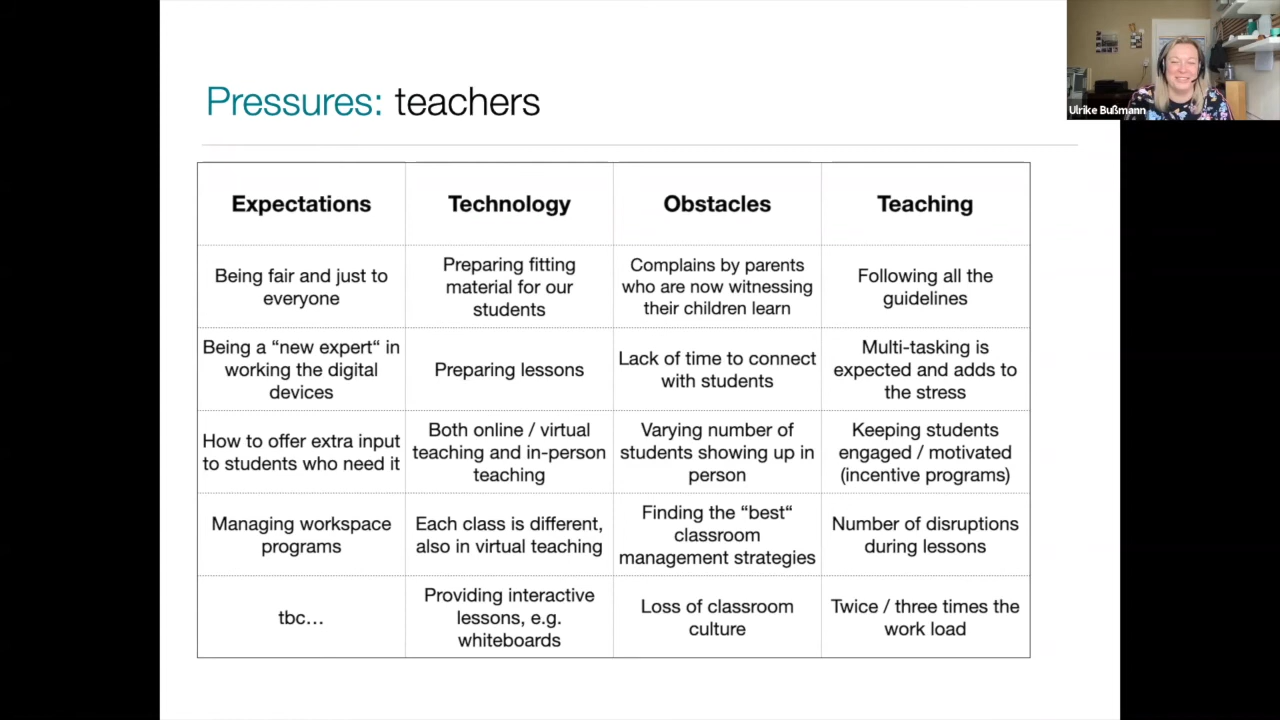 Pressures: teachers
Ulrike Bußmann
Expectations
Technology
Obstacles
Teaching
Being fair and just to
everyone
Preparing fitting
material for our
students
Complains by parents
who are now witnessing
their children learn
Following all the
guidelines
Being a “new expert“ in
working the digital
devices
Preparing lessons
Lack of time to connect
with students
Multi-tasking is
expected and adds to
the stress
How to offer extra input
to students who need it
Both online / virtual
teaching and in-person
teaching
Varying number of
students showing up in
person
Keeping students
engaged / motivated
(incentive programs)
Managing workspace
programs
Each class is different,
also in virtual teaching
Finding the “best“
classroom
management strategies
Number of disruptions
during lessons
tbc…
Providing interactive
lessons, e.g.
whiteboards
Loss of classroom
culture
Twice / three times the
work load